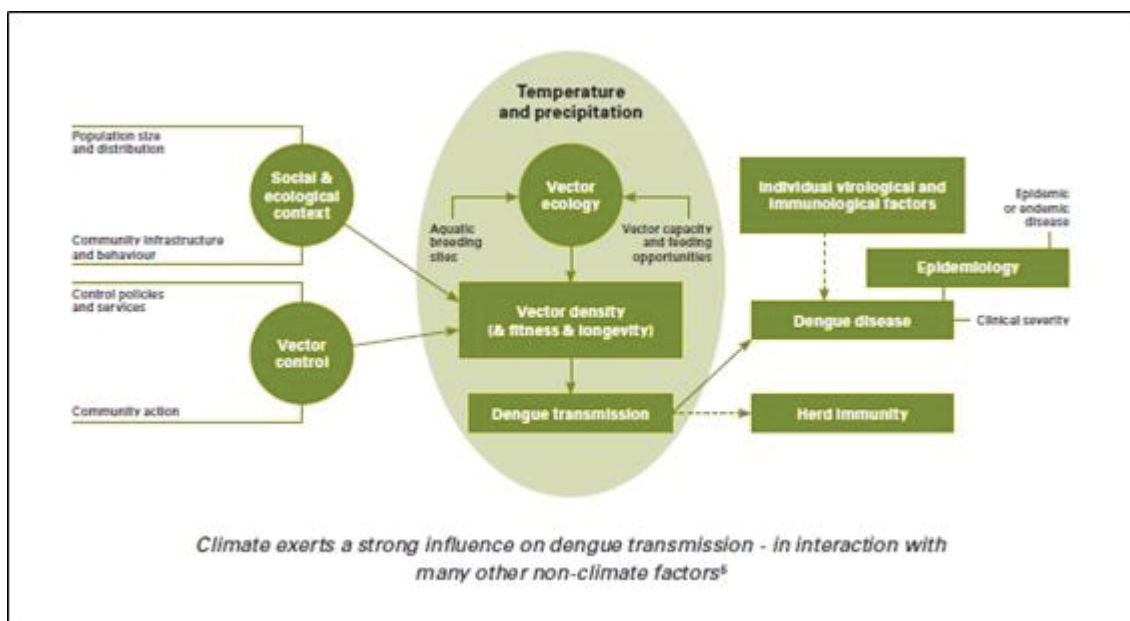 Temperature
and precipitation
Population size
and distribution
Social &
ecological
context
Community infrastructure
and behaviour
Control policies
and services
Vector
control
Community action
Vector
ecology
Aquatic
breeding
sites
Vector capacity
and feeding
opportunities
Vector density
(& fitness & longevity)
Dengue transmission
Individual virological and
immunological factors
Epidemic
or endemic
disease
Epidemiology
Dengue disease
Clinical severity
Herd immunity
Climate exerts a strong influence on dengue transmission - in interaction with
many other non-climate factors⁵